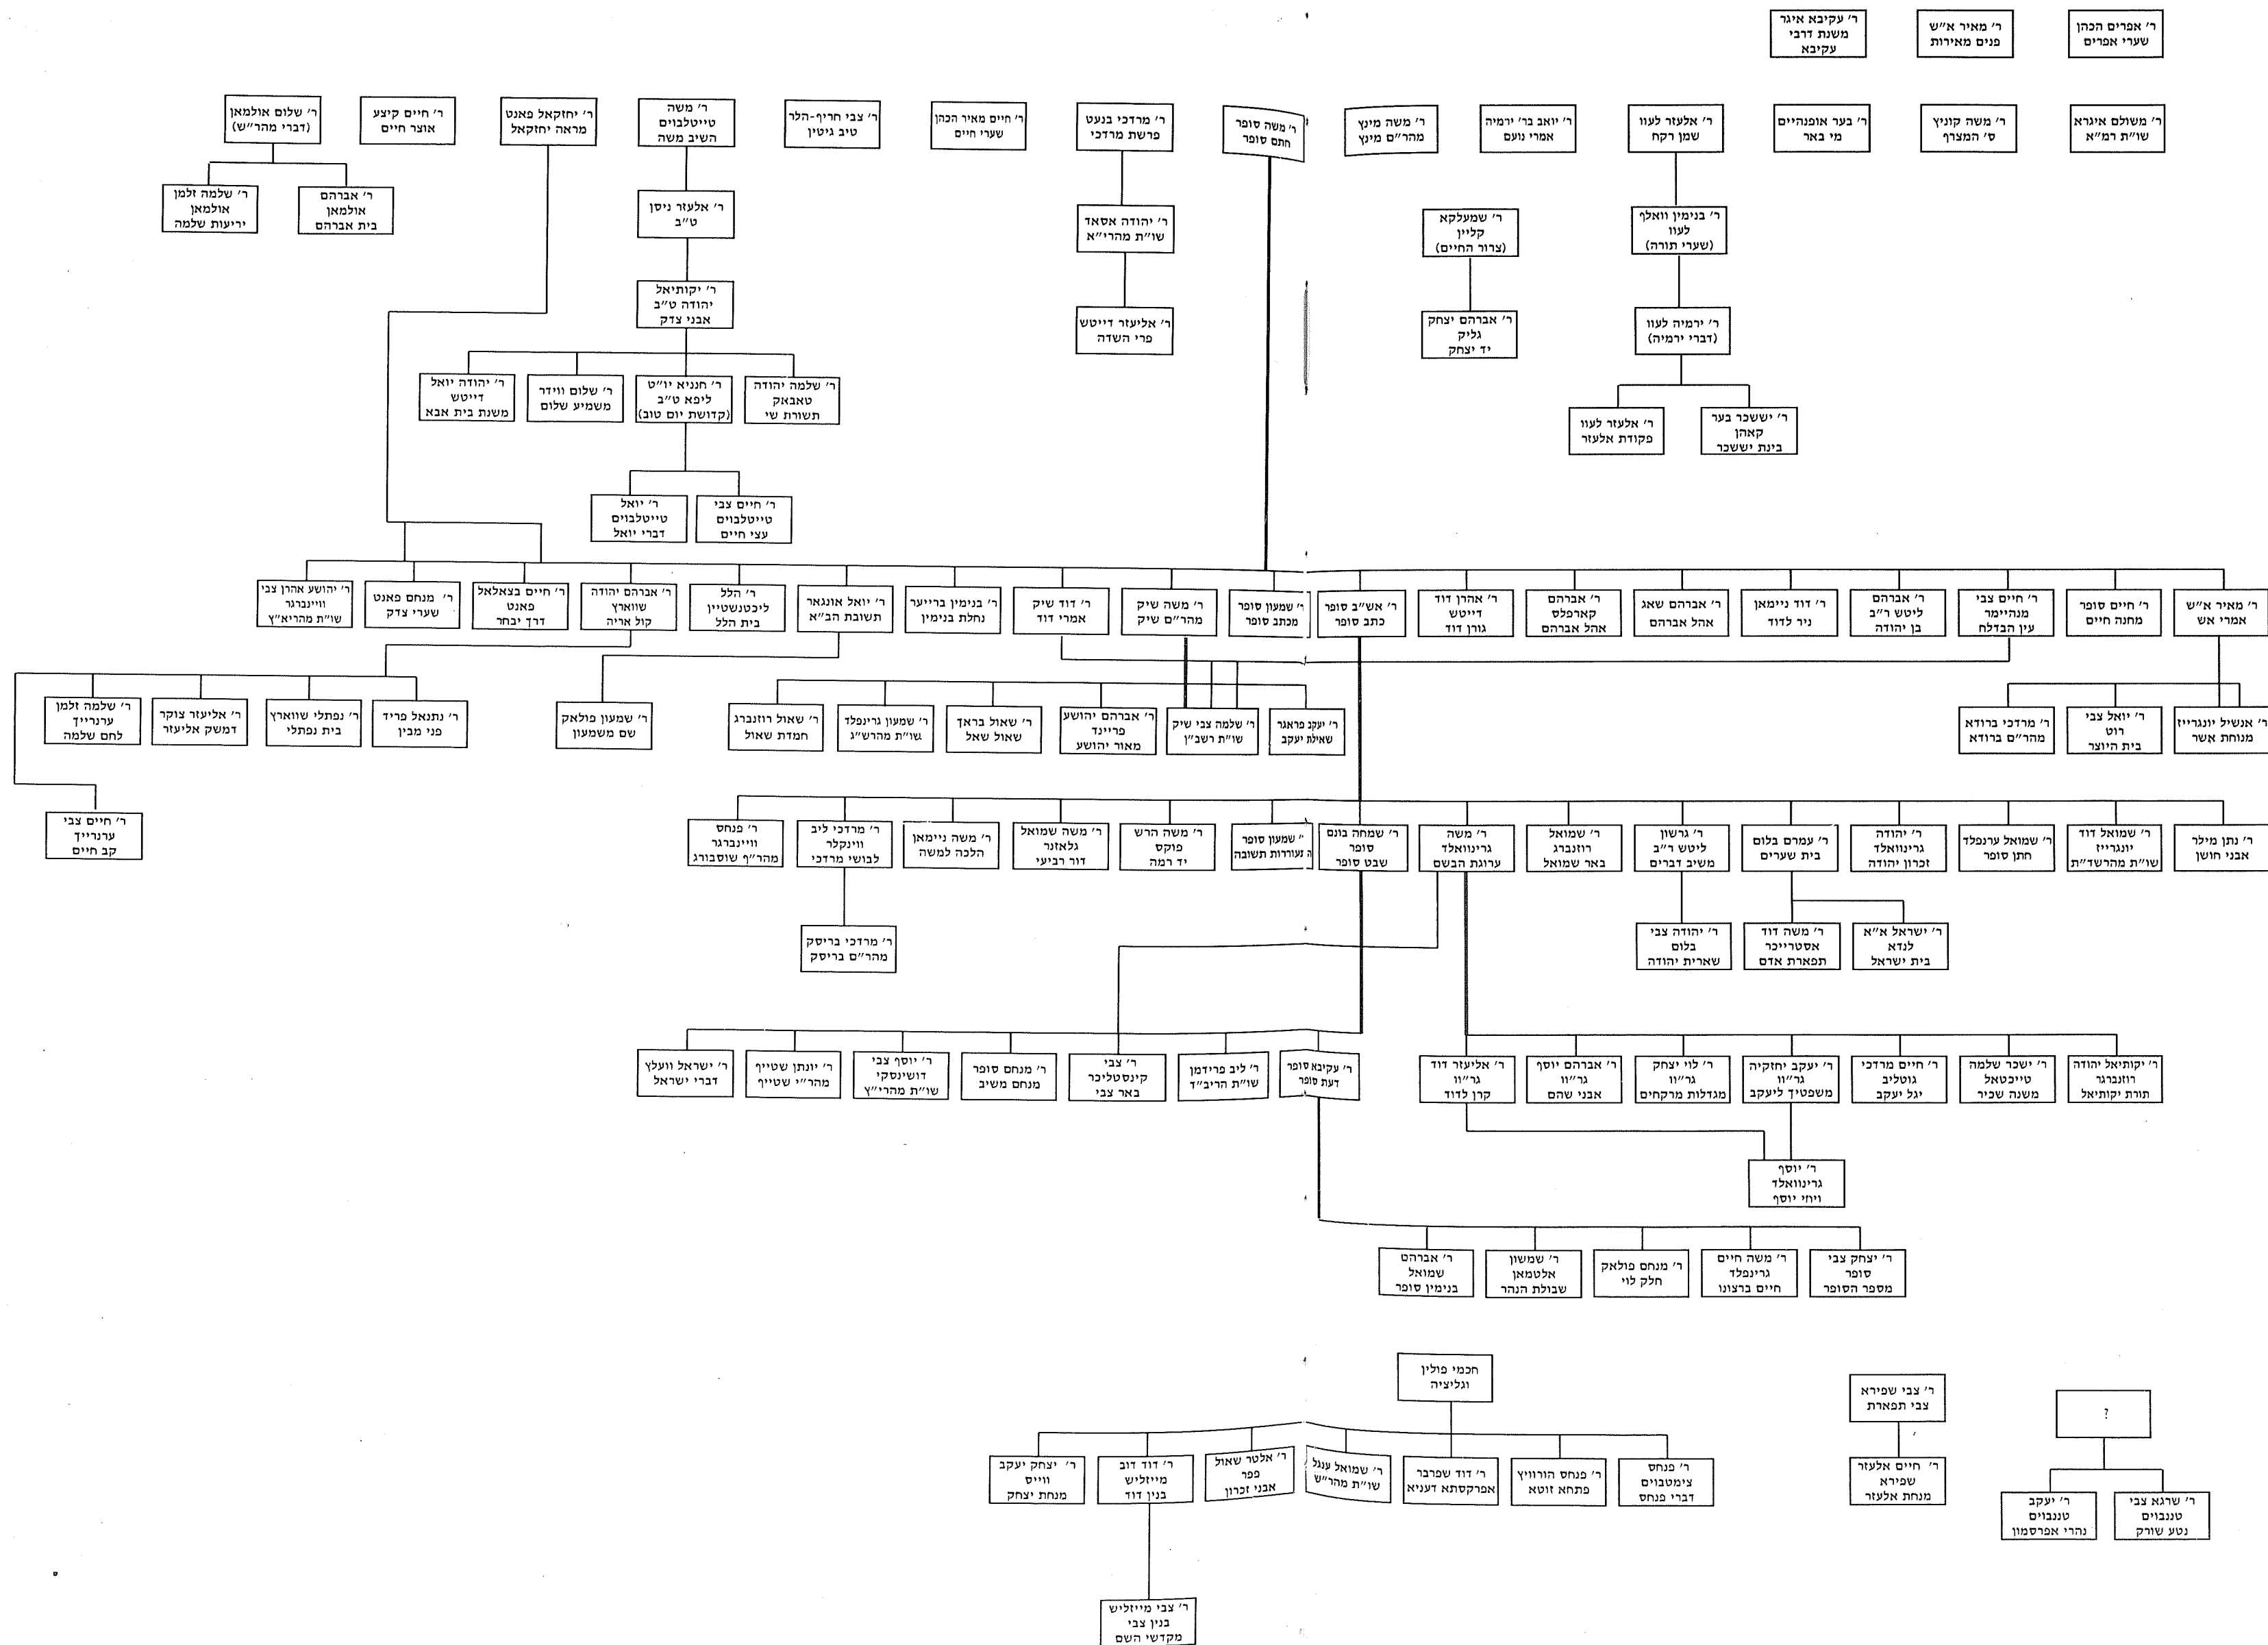 ר' אפרים הכהן
שערי אפרים
ר' מאיר א"ש
פנים מאירות
ר' עקיבא איגר
משנת דרבי
עקיבא
ר' משולם איגרא
שו"ת רמ"א
ר' משה קוניץ
ס' המצרף
ר' בער אופנהיים
מי באר
ר' אלעזר לעוו
שמן רקח
ר' יואב בר' ירמיה
אמרי נועם
ר' משה מינץ
מהר"ם מינץ
ר' משה סופר
חתם סופר
ר' מרדכי בנעט
פרשת מרדכי
ר' חיים מאיר הכהן
שערי חיים
ר' צבי חריף-הלר
טיב גיטין
ר' משה
טייטלבוים
השיב משה
ר' יחזקאל פאנט
מראה יחזקאל
ר' חיים קיצע
אוצר חיים
ר' שלום אולמאן
(דברי מהר"ש)
ר' בנימין וואלף
לעוו
(שערי תורה)
ר' שמעלקא
קליין
(צרור החיים)
ר' יהודה אסאד
שו"ת מהרי"א
ר' אלעזר ניסן
ט"ב
ר' אברהם
אולמאן
בית אברהם
ר' שלמה זלמן
אולמאן
יריעות שלמה
ר' ירמיה לעוו
(דברי ירמיה)
ר' אברהם יצחק
גליק
יד יצחק
ר' אליעזר דייטש
פרי השדה
ר' יקותיאל
יהודה ט"ב
אבני צדק
ר' יששכר בער
קאהן
בינת יששכר
ר' אלעזר לעוו
פקודת אלעזר
ר' שלמה יהודה
טאבאק
תשורת שי
ר' חנניא יו"ט
ליפא ט"ב
(קדושת יום טוב)
ר' שלום ווידר
משמיע שלום
ר' יהודה יואל
דייטש
משנת בית אבא
ר' חיים צבי
טייטלבוים
עצי חיים
ר' יואל
טייטלבוים
דברי יואל
ר' מאיר א"ש
אמרי אש
ר' חיים סופר
מחנה חיים
ר' חיים צבי
מנהיימר
עין הבדלח
ר' אברהם
ליטש ר"ב
בן יהודה
ר' דוד ניימאן
ניר לדוד
ר' אברהם שאג
אהל אברהם
ר' אברהם
קארפלס
אהל אברהם
ר' אהרן דוד
דייטש
גורן דוד
ר' אש"ב סופר
כתב סופר
ר' שמעון סופר
מכתב סופר
ר' משה שיק
מהר"ם שיק
ר' דוד שיק
אמרי דוד
ר' בנימין ברייער
נחלת בנימין
ר' יואל אונגאר
תשובת הב"א
ר' הלל
ליכטנשטיין
בית הלל
ר' אברהם יהודה
שווארץ
קול אריה
ר' חיים בצאלאל
פאנט
דרך יבחר
ר' מנחם פאנט
שערי צדק
ר' יהושע אהרן צבי
וויינברגר
שו"ת מהריא"ץ
ר' אנשיל יונגרייז
מנוחת אשר
ר' יואל צבי
רוט
בית היוצר
ר' מרדכי ברודא
מהר"ם ברודא
ר' יעקב פראגר
שאילת יעקב
ר' שלמה צבי שיק
שו"ת רשב"ן
ר' אברהם יהושע
פריינד
מאור יהושע
ר' שאול בראך
שאול שאל
ר' שמעון גרינפלד
שו"ת מהרש"ג
ר' שאול רוזנברג
חמדת שאול
ר' שמעון פולאק
שם משמעון
ר' נתנאל פריד
פני מבין
ר' נפתלי שווארץ
בית נפתלי
ר' אליעזר צוקר
דמשק אליעזר
ר' שלמה זלמן
ערנרייך
לחם שלמה
ר' חיים צבי
ערנרייך
קב חיים
ר' נתן מילר
אבני חושן
ר' שמואל דוד
יונגרייז
שו"ת מהרשד"ת
ר' שמואל ערנפלד
חתן סופר
ר' יהודה
גרינוואלד
זכרון יהודה
ר' עמרם בלום
בית שערים
ר' גרשון
ליטש ר"ב
משיב דברים
ר' שמואל
רוזנברג
באר שמואל
ר' משה
גרינוואלד
ערוגת הבשם
ר' שמחה בונם
סופר
שבט סופר
שמעון סופר
תשובה
ר' משה הרש
פוקס
יד רמה
ר' משה שמואל
גלאזנר
דור רביעי
ר' משה ניימאן
הלכה למשה
ר' מרדכי ליב
ווינקלר
לבושי מרדכי
ר' פנחס
וויינברגר
מהר"ף שוסבורג
ר' ישראל א"א
לנדא
בית ישראל
ר' משה דוד
אסטרייכר
תפארת אדם
ר' יהודה צבי
בלום
שארית יהודה
ר' מרדכי בריסק
מהר"ם בריסק
ר' יקותיאל יהודה
רוזנברגר
תורת יקותיאל
ר' ישכר שלמה
טייכטאל
משנה שכיר
ר' חיים מרדכי
גוטליב
יגל יעקב
ר' יעקב יחזקיה
גר"וו
משפטיך ליעקב
ר' לוי יצחק
גר"וו
מגדלות מרקחים
ר' אברהם יוסף
גר"וו
אבני שהם
ר' אליעזר דוד
גר"וו
קרן לדוד
ר' עקיבא סופר
דעת סופר
ר' ליב פרידמן
שו"ת הריב"ד
ר' צבי
קינסטליכר
באר צבי
ר' מנחם סופר
מנחם משיב
ר' יוסף צבי
דושינסקי
שו"ת מהרי"ץ
ר' יונתן שטייף
מהר"י שטייף
ר' ישראל וועלץ
דברי ישראל
ר' יוסף
גרינוואלד
ויחי יוסף
ר' יצחק צבי
סופר
מספר הסופר
ר' משה חיים
גרינפלד
חיים ברצונו
ר' מנחם פולאק
חלק לוי
ר' שמשון
אלטמאן
שבולת הנהר
ר' אברהם
שמואל
בנימין סופר
חכמי פולין
וגליציה
ר' צבי שפירא
צבי תפארת
?
ר' שרגא צבי
טננבוים
נטע שורק
ר' יעקב
טננבוים
נהרי אפרסמון
ר' חיים אלעזר
שפירא
מנחת אלעזר
ר' פנחס
צימטבוים
דברי פנחס
ר' פנחס הורוויץ
פתחא זוטא
ר' דוד שפרבר
אפרקסתא דעניא
ר' שמואל ענגל
שו"ת מהר"ש
ר' אלטר שאול
פפר
אבני זכרון
ר' דוד דוב
מייזליש
בנין דוד
ר' יצחק יעקב
ווייס
מנחת יצחק
ר' צבי מייזליש
בנין צבי
מקדשי השם